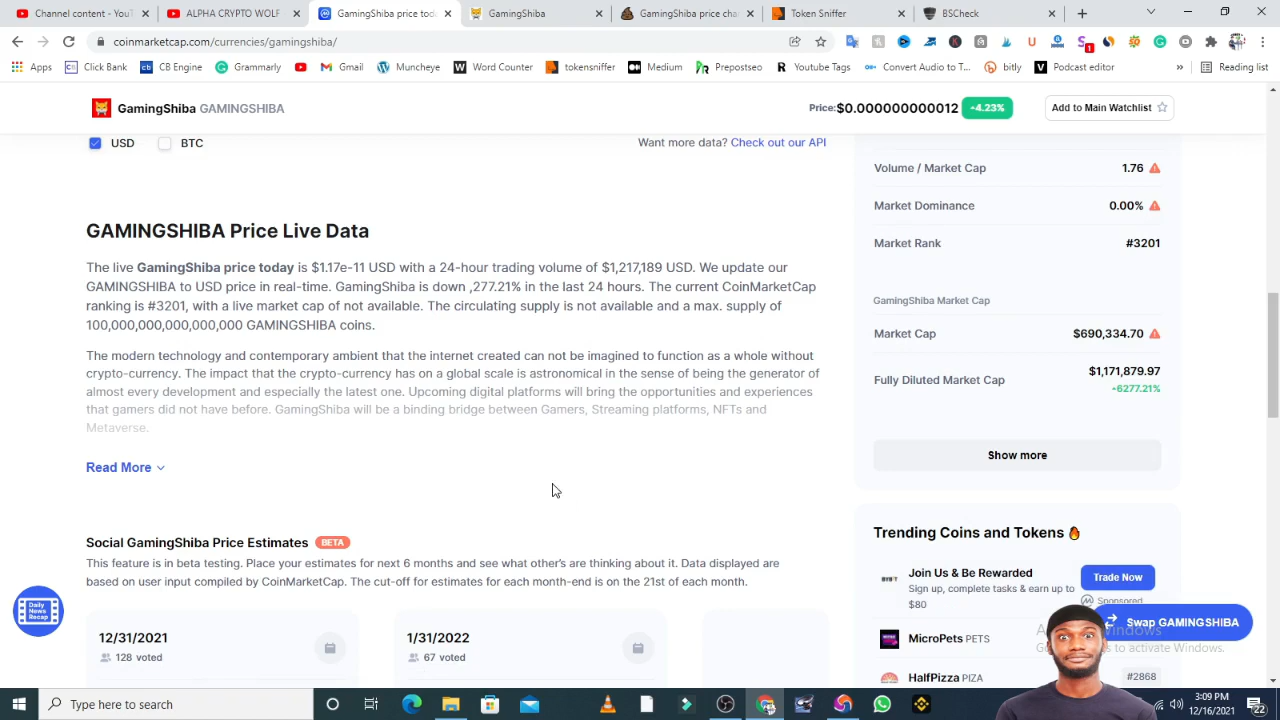 Channel content - YouT
ALPHA CRYPTO WOLF
GamingShiba price tod
GamingShiba
GamingShiba price cha
Token Sniffer
BSCheck
coinmarketcap.com/currencies/gamingshiba/
Apps
Click Bank
CB Engine
Grammarly
Gmail
Muncheye
Word Counter
tokensniffer
Medium
Prepostseo
Youtube Tags
Convert Audio to T...
bitly
Podcast editor
»
Reading list
GamingShiba GAMINGSHIBA
Price: $0.000000000012
4.23%
Add to Main Watchlist
USD
BTC
Want more data? Check out our API
GAMINGSHIBA Price Live Data
The live GamingShiba price today is $1.17e-11 USD with a 24-hour trading volume of $1,217,189 USD. We update our
GAMINGSHIBA to USD price in real-time. GamingShiba is down ,277.21% in the last 24 hours. The current CoinMarketCap
ranking is #3201, with a live market cap of not available. The circulating supply is not available and a max. supply of
100,000,000,000,000,000 GAMINGSHIBA coins.
The modern technology and contemporary ambient that the internet created can not be imagined to function as a whole without
crypto-currency. The impact that the crypto-currency has on a global scale is astronomical in the sense of being the generator of
almost every development and especially the latest one. Upcoming digital platforms will bring the opportunities and experiences
that gamers did not have before. GamingShiba will be a binding bridge between Gamers, Streaming platforms, NFTs and
Metaverse.
Read More
Social GamingShiba Price Estimates BETA
This feature is in beta testing. Place your estimates for next 6 months and see what other's are thinking about it. Data displayed are
based on user input compiled by CoinMarketCap. The cut-off for estimates for each month-end is on the 21st of each month.
12/31/2021
128 voted
1/31/2022
67 voted
Daily
News
Recap
Volume / Market Cap
1.76
Market Dominance
0.00%
Market Rank
#3201
GamingShiba Market Cap
Market Cap
$690,334.70
Fully Diluted Market Cap
$1,171,879.97
6277.21%
Show more
Trending Coins and Tokens
BYBIT
Join Us & Be Rewarded
Sign up, complete tasks & earn up to
$80
Trade Now
Sponsored
Swap GAMINGSHIBA
MicroPets PETS
HalfPizza PIZA
#2868
to activate Windows.
Type here to search
3:09 PM
12/16/2021